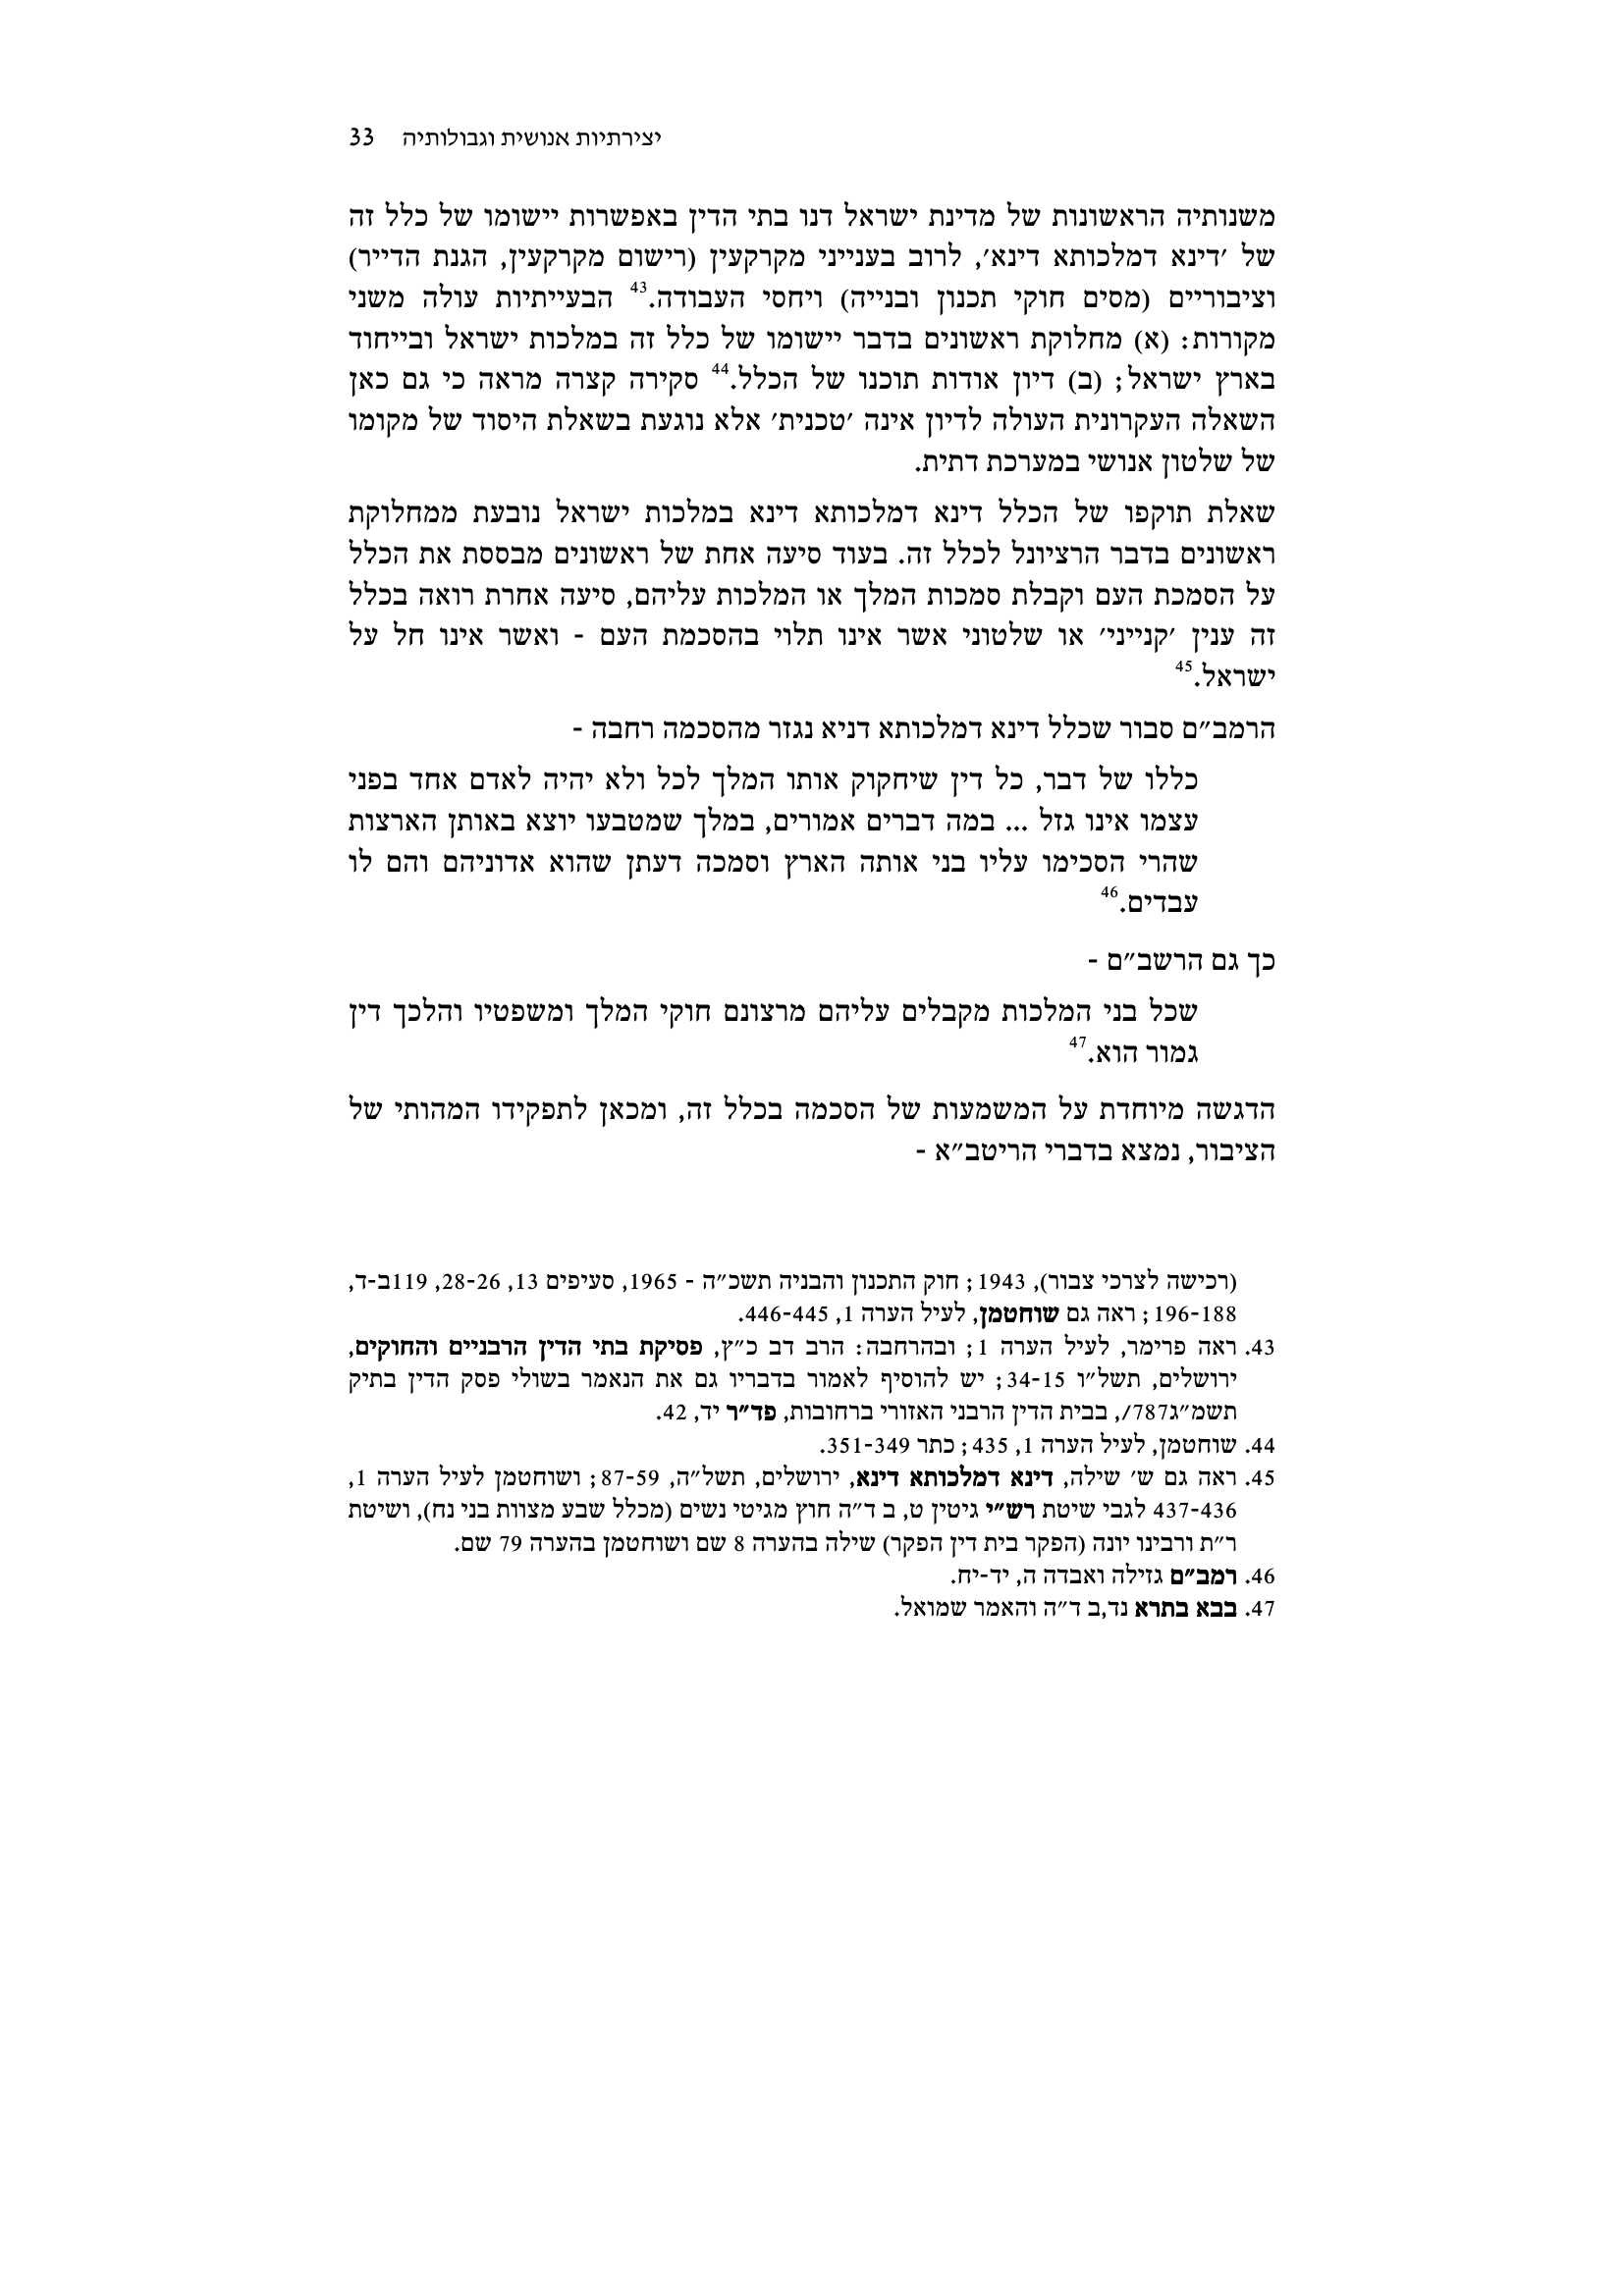 יצירתיות אנושית וגבולותיה 33
משנותיה הראשונות של מדינת ישראל דנו בתי הדין באפשרות יישומו של כלל זה
של ׳דינא דמלכותא דינא׳, לרוב בענייני מקרקעין (רישום מקרקעין, הגנת הדייר)
וציבוריים (מסים חוקי תכנון ובנייה) ויחסי העבודה.43 הבעייתיות עולה משני
מקורות: (א) מחלוקת ראשונים בדבר יישומו של כלל זה במלכות ישראל ובייחוד
בארץ ישראל; (ב) דיון אודות תוכנו של הכלל.44 סקירה קצרה מראה כי גם כאן
השאלה העקרונית העולה לדיון אינה ׳טכנית׳ אלא נוגעת בשאלת היסוד של מקומו
של שלטון אנושי במערכת דתית.
שאלת תוקפו של הכלל דינא דמלכותא דינא במלכות ישראל נובעת ממחלוקת
ראשונים בדבר הרציונל לכלל זה. בעוד סיעה אחת של ראשונים מבססת את הכלל
על הסמכת העם וקבלת סמכות המלך או המלכות עליהם, סיעה אחרת רואה בכלל
זה ענין ׳קנייני׳ או שלטוני אשר אינו תלוי בהסכמת העם - ואשר אינו חל על
ישראל.45
הרמב״ם סבור שכלל דינא דמלכותא דניא נגזר מהסכמה רחבה -
כללו של דבר, כל דין שיחקוק אותו המלך לכל ולא יהיה לאדם אחד בפני
עצמו אינו גזל ... במה דברים אמורים, במלך שמטבעו יוצא באותן הארצות
שהרי הסכימו עליו בני אותה הארץ וסמכה דעתן שהוא אדוניהם והם לו
עבדים.46
כך גם הרשב״ם -
שכל בני המלכות מקבלים עליהם מרצונם חוקי המלך ומשפטיו והלכך דין
גמור הוא.47
הדגשה מיוחדת על המשמעות של הסכמה בכלל זה, ומכאן לתפקידו המהותי של
הציבור, נמצא בדברי הריטב״א -
(רכישה לצרכי צבור), 1943; חוק התכנון והבניה תשכ״ה - 1965, סעיפים 13, 28-26, 119ב-ד,
196-188; ראה גם שוחטמן, לעיל הערה 1, 446-445.
43. ראה פרימר, לעיל הערה 1; ובהרחבה: הרב דב כ״ץ, פסיקת בתי הדין הרבניים והחוקים,
ירושלים, תשל״ו 34-15; יש להוסיף לאמור בדבריו גם את הנאמר בשולי פסק הדין בתיק
תשמ״ג787/, בבית הדין הרבני האזורי ברחובות, פד״ר יד, 42.
44. שוחטמן, לעיל הערה 1, 435; כתר 351-349.
45. ראה גם ש׳ שילה, דינא דמלכותא דינא, ירושלים, תשל״ה, 87-59; ושוחטמן לעיל הערה 1,
437-436 לגבי שיטת רש״י גיטין ט, ב ד״ה חוץ מגיטי נשים (מכלל שבע מצוות בני נח), ושיטת
ר״ת ורבינו יונה (הפקר בית דין הפקר) שילה בהערה 8 שם ושוחטמן בהערה 79 שם.
46. רמב״ם גזילה ואבדה ה, יד-יח.
47. בבא בתרא נד,ב ד״ה והאמר שמואל.